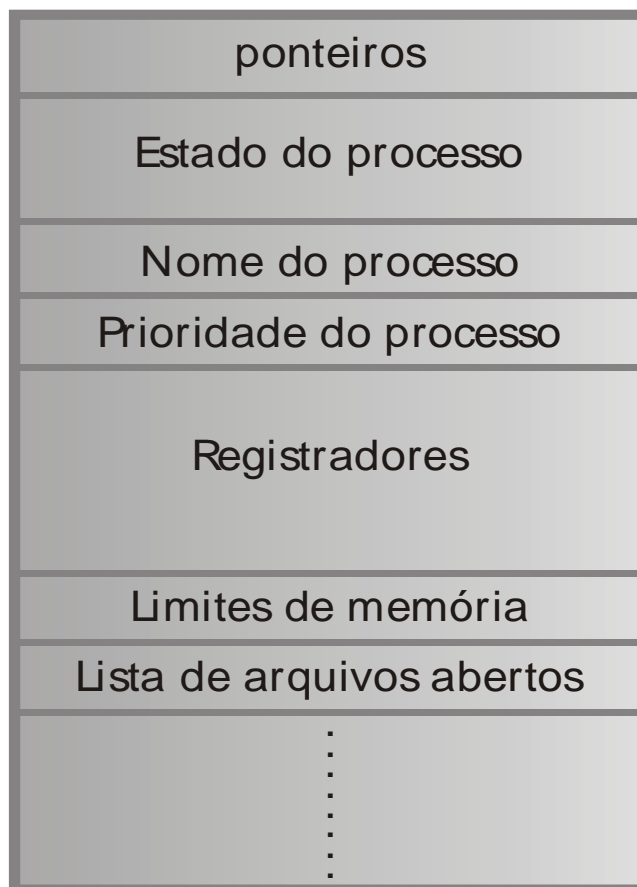 ponteiros
Estado do processo
Nome do processo
Prioridade do processo
Registradores
Limites de memória
Lista de arquivos abertos